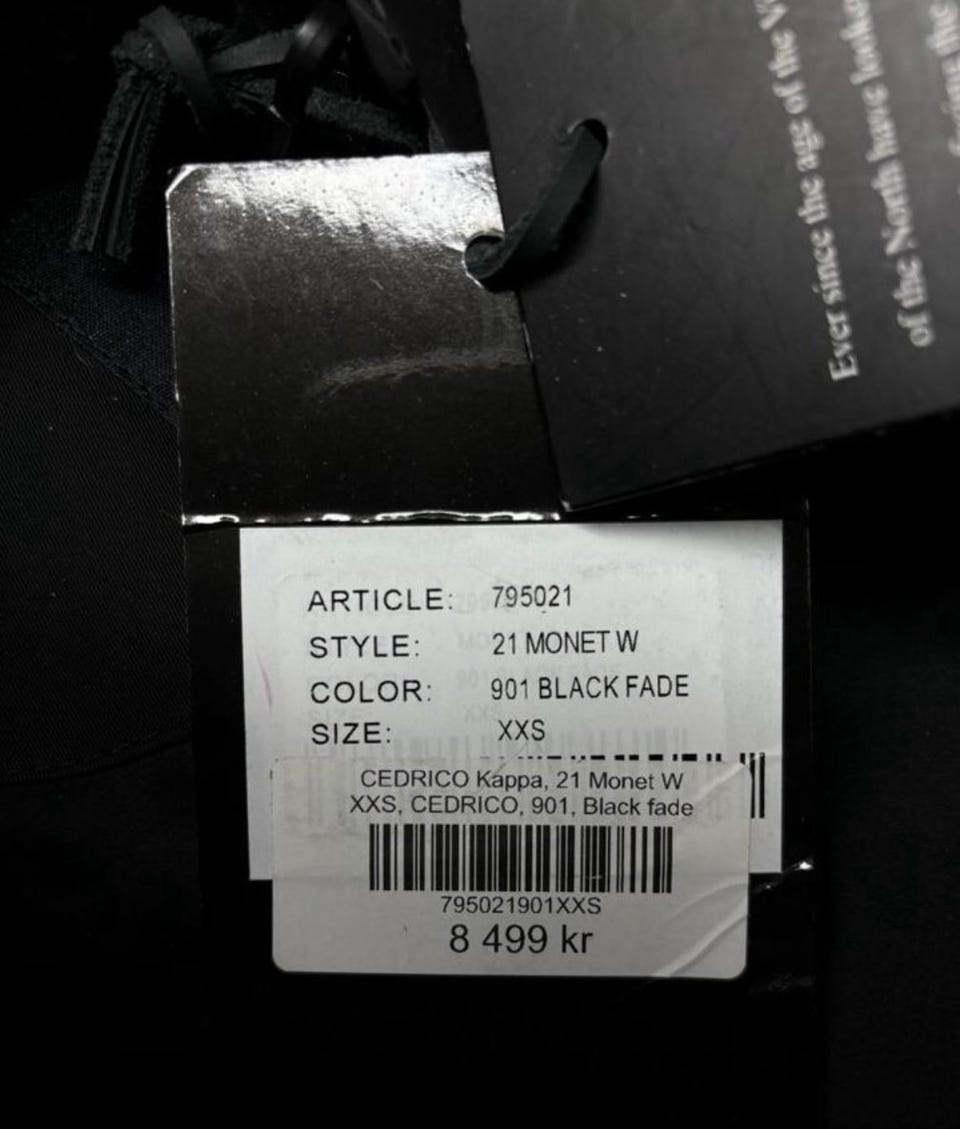 Ever since the age of the
of the North have
the
ARTICLE: 795021
STYLE: 21 MONET W
COLOR: 901 BLACK FADE
SIZE: XXS
CEDRICO Kappa, 21 Monet W
XXS, CEDRICO, 901, Black fade
795021901XXS
8 499 kr